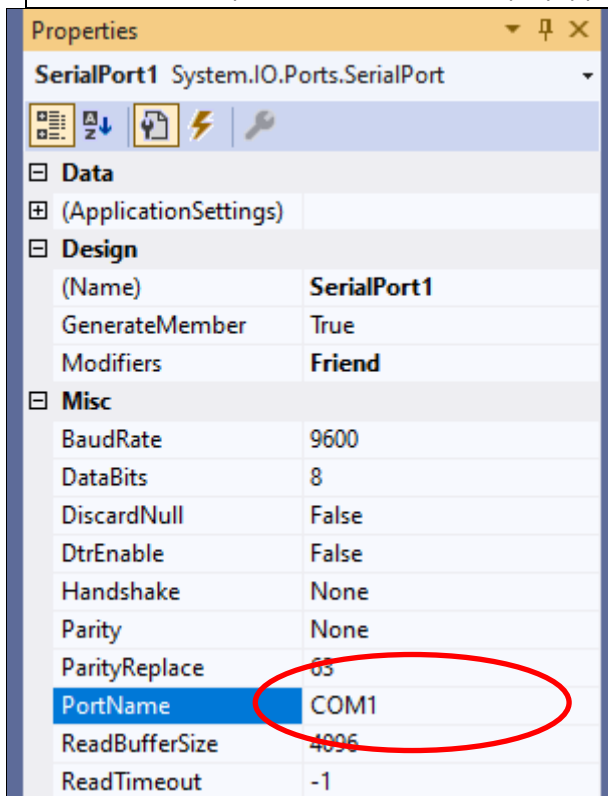 Properties
SerialPort1 System.IO.Ports.SerialPort
Data
(ApplicationSettings)
Design
(Name) SerialPort1
GenerateMember True
Modifiers Friend
Misc
BaudRate 9600
DataBits 8
DiscardNull False
DtrEnable False
Handshake None
Parity None
ParityReplace 63
PortName COM1
ReadBufferSize 4096
ReadTimeout -1